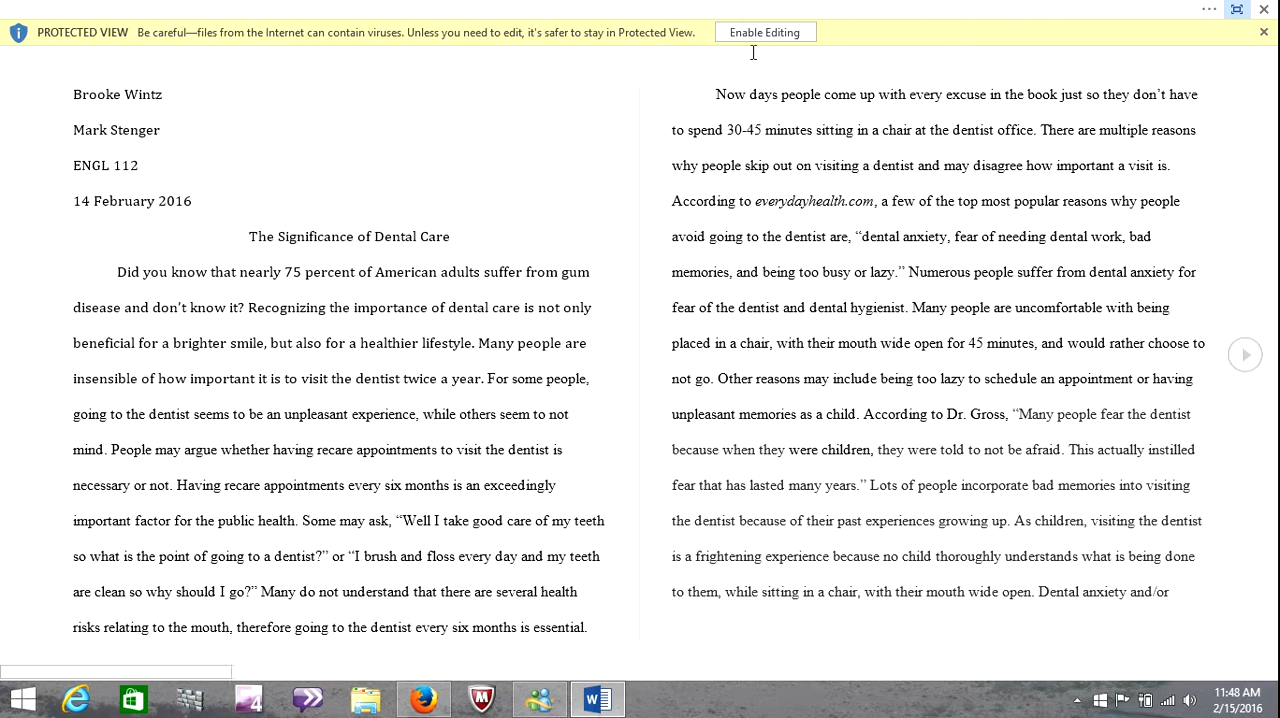 PROTECTED VIEW Be careful—files from the Internet can contain viruses. Unless you need to edit, it's safer to stay in Protected View. Enable Editing
Brooke Wintz
Mark Stenger
ENGL 112
14 February 2016
The Significance of Dental Care
Did you know that nearly 75 percent of American adults suffer from gum
disease and don't know it? Recognizing the importance of dental care is not only
beneficial for a brighter smile, but also for a healthier lifestyle. Many people are
insensible of how important it is to visit the dentist twice a year. For some people,
going to the dentist seems to be an unpleasant experience, while others seem to not
mind. People may argue whether having recare appointments to visit the dentist is
necessary or not. Having recare appointments every six months is an exceedingly
important factor for the public health. Some may ask, “Well I take good care of my teeth
so what is the point of going to a dentist?” or “I brush and floss every day and my teeth
are clean so why should I go?” Many do not understand that there are several health
risks relating to the mouth, therefore going to the dentist every six months is essential.
Now days people come up with every excuse in the book just so they don’t have
to spend 30-45 minutes sitting in a chair at the dentist office. There are multiple reasons
why people skip out on visiting a dentist and may disagree how important a visit is.
According to everydayhealth.com, a few of the top most popular reasons why people
avoid going to the dentist are, “dental anxiety, fear of needing dental work, bad
memories, and being too busy or lazy.” Numerous people suffer from dental anxiety for
fear of the dentist and dental hygienist. Many people are uncomfortable with being
placed in a chair, with their mouth wide open for 45 minutes, and would rather choose to
not go. Other reasons may include being too lazy to schedule an appointment or having
unpleasant memories as a child. According to Dr. Gross, “Many people fear the dentist
because when they were children, they were told to not be afraid. This actually instilled
fear that has lasted many years.” Lots of people incorporate bad memories into visiting
the dentist because of their past experiences growing up. As children, visiting the dentist
is a frightening experience because no child thoroughly understands what is being done
to them, while sitting in a chair, with their mouth wide open. Dental anxiety and/or
4
11:48 AM
2/15/2016